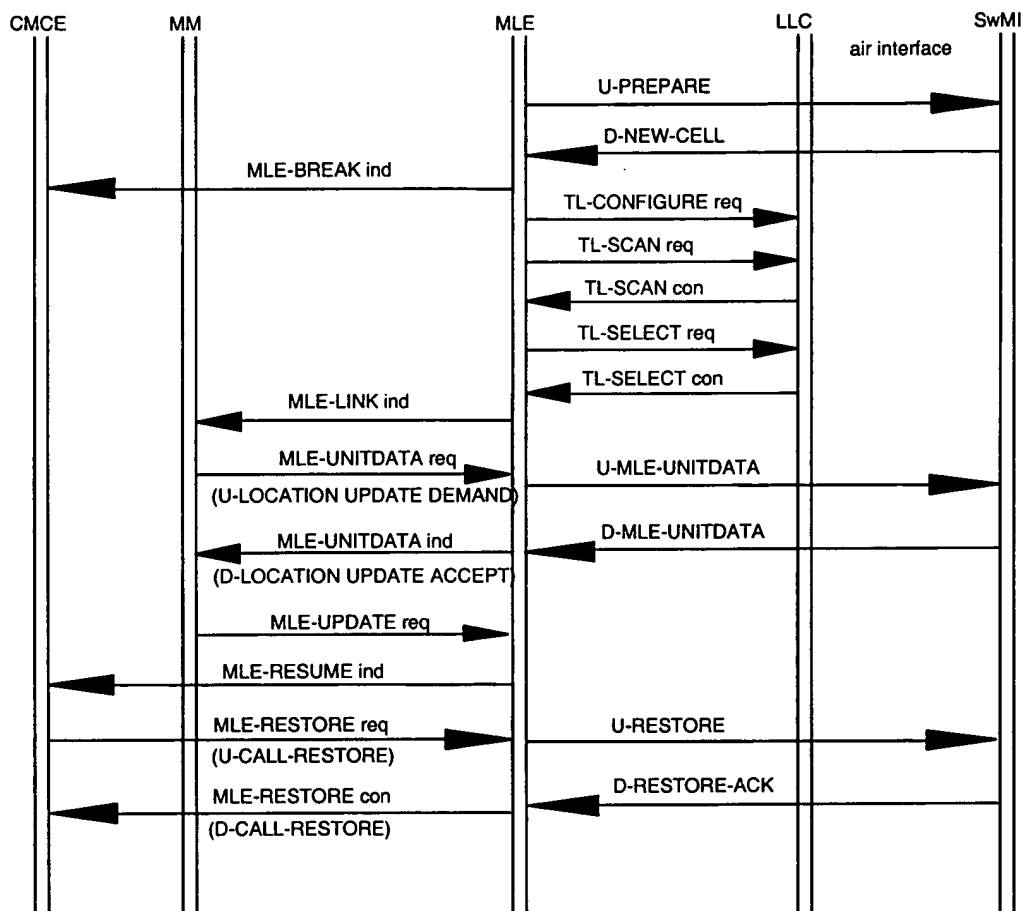 CMCE MM MLE LLC SwMI
air interface
U-PREPARE
D-NEW-CELL
MLE-BREAK ind
TL-CONFIGURE req
TL-SCAN req
TL-SCAN con
TL-SELECT req
TL-SELECT con
MLE-LINK ind
MLE-UNITDATA req
U-MLE-UNITDATA
(U-LOCATION UPDATE DEMAND)
D-MLE-UNITDATA
MLE-UNITDATA ind
(D-LOCATION UPDATE ACCEPT)
MLE-UPDATE req
MLE-RESUME ind
MLE-RESTORE req
U-RESTORE
(U-CALL-RESTORE)
D-RESTORE-ACK
MLE-RESTORE con
(D-CALL-RESTORE)